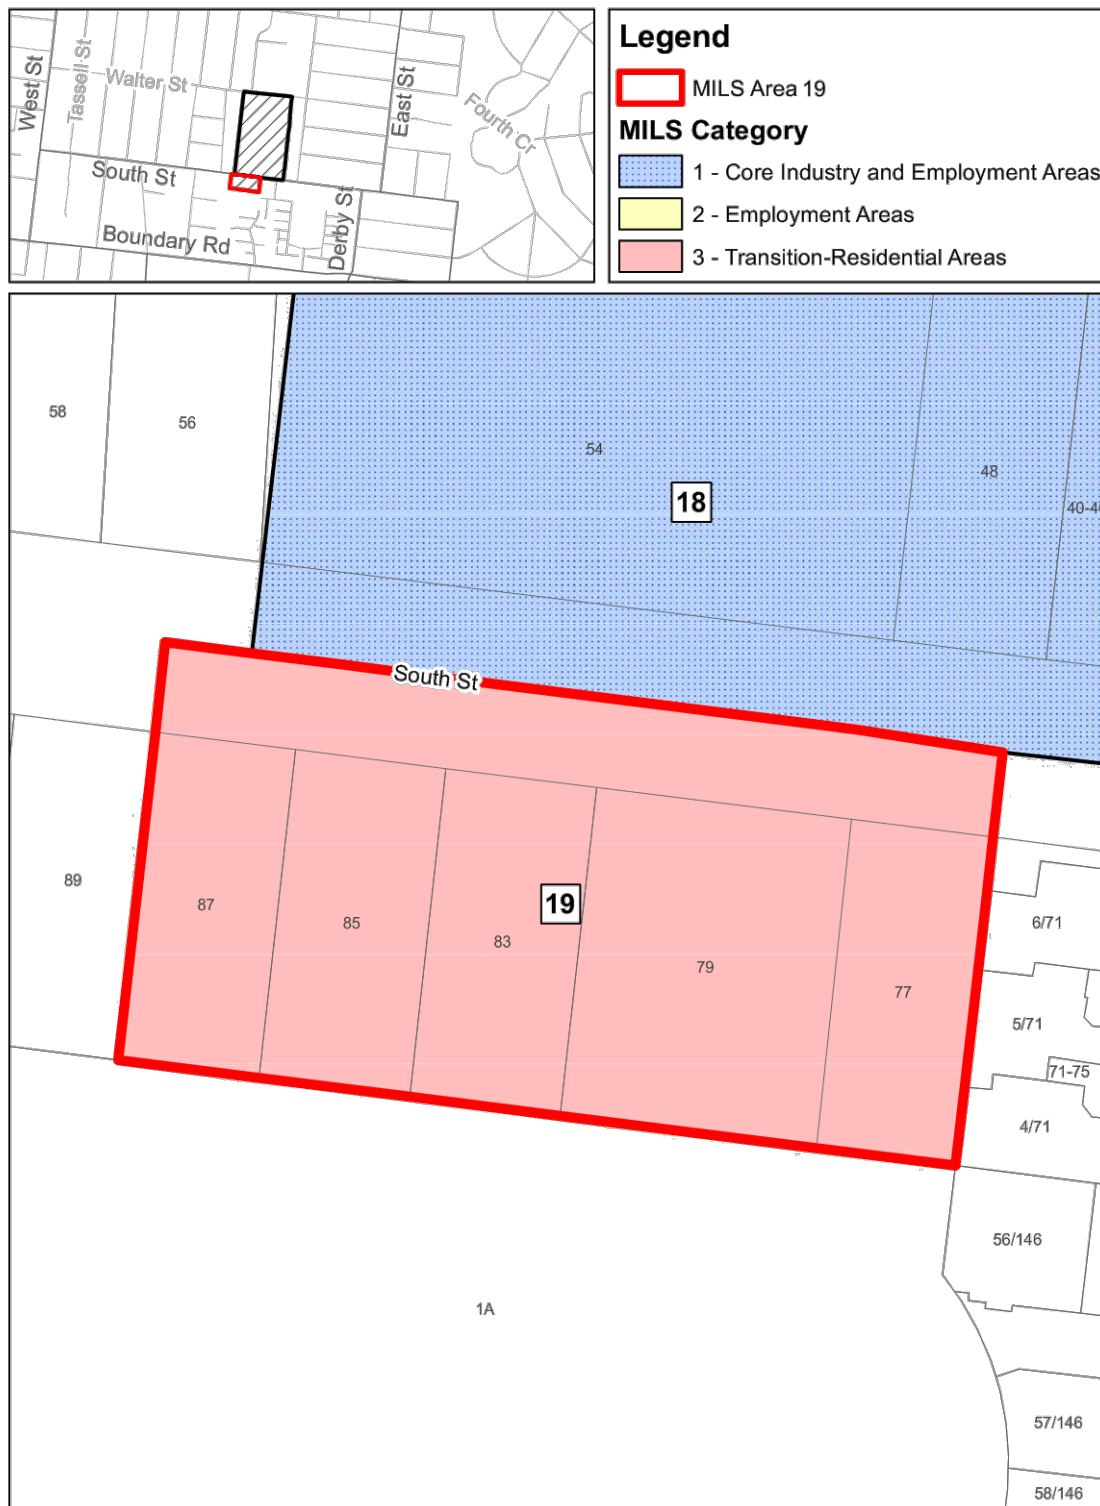 West St
Tassell St
Walter St
East St
Fourth Cr
South St
Derby St
Boundary Rd
Legend
MILS Area 19
MILS Category
1 - Core Industry and Employment Areas
2 - Employment Areas
3 - Transition-Residential Areas
58
56
54
48
18
South St
89
87
85
83
19
79
77
6/71
5/71
71-75
4/71
56/146
1A
57/146
58/146